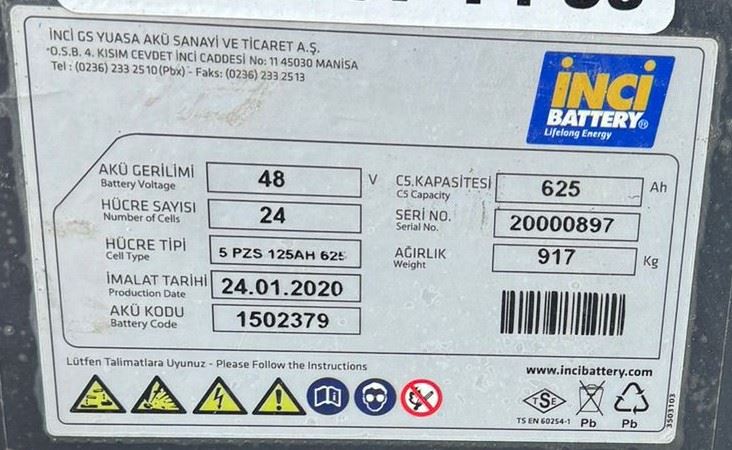 İNCİ GS YUASA AKÜ SANAYİ VE TİCARET A.Ş.
O.S.B. 4. KISIM CEVDET İNCİ CADDESİ No: 11 45030 MANİSA
Tel : (0236) 233 2510 (Pbx) - Faks: (0236) 233 2513
İNCİ
BATTERY®
Lifelong Energy
AKÜ GERİLİMİ 48 V C5.KAPASİTESİ 625 Ah
Battery Voltage C5 Capacity
HÜCRE SAYISI 24 SERİ NO. 20000897
Number of Cells Serial No.
HÜCRE TİPİ 5 PZS 125AH 625 AĞIRLIK 917 Kg
Cell Type Weight
İMALAT TARİHİ 24.01.2020
Production Date
AKÜ KODU 1502379
Battery Code
Lütfen Talimatlara Uyunuz - Please Follow the Instructions
www.incibattery.com
TSE
TS EN 60254-1 Pb Pb
3503103